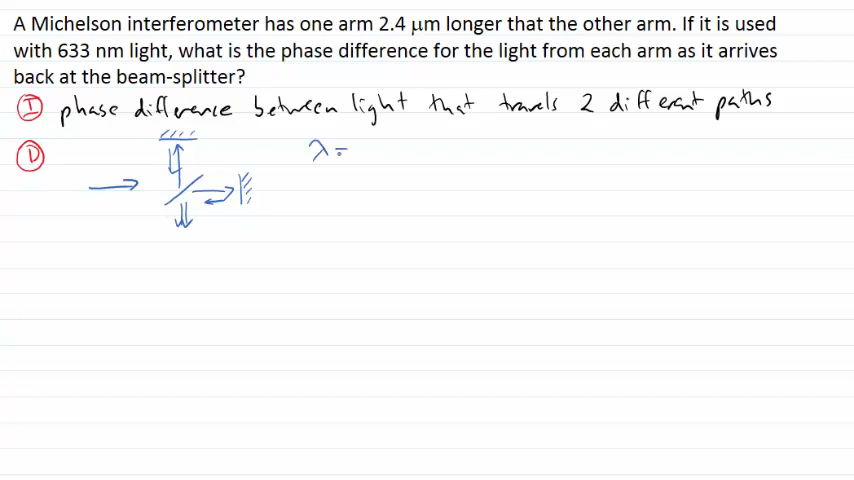 A Michelson interferometer has one arm 2.4 μm longer that the other arm. If it is used
with 633 nm light, what is the phase difference for the light from each arm as it arrives
back at the beam-splitter?
I phase difference between light that travels 2 different paths
D λ =